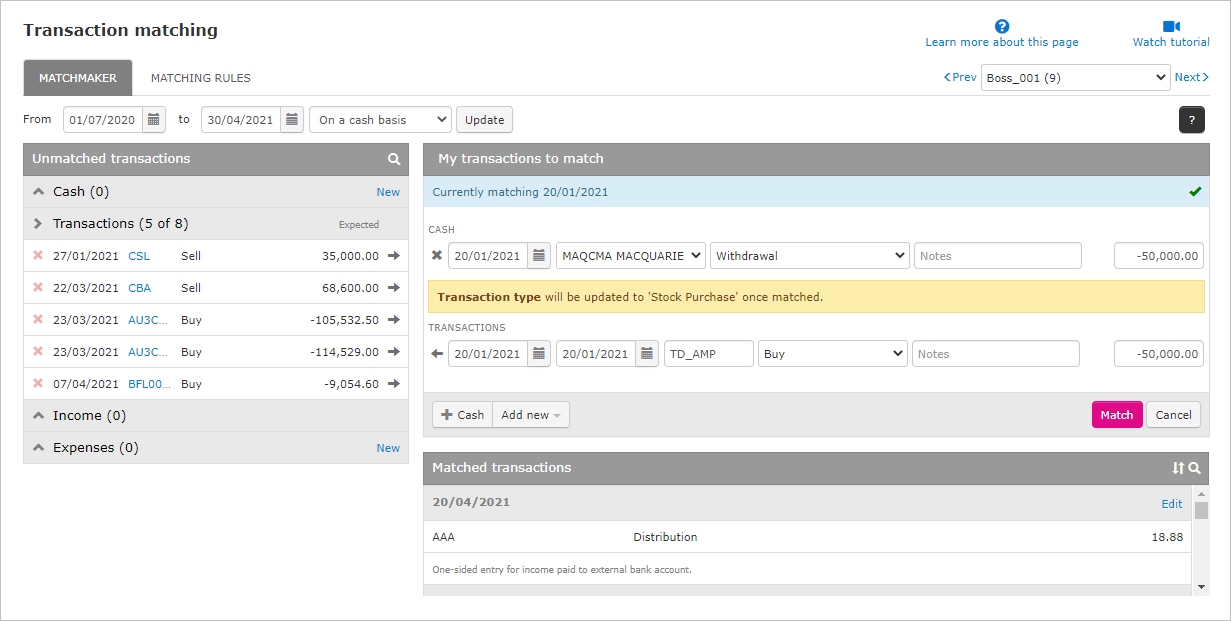 Transaction matching
?
Learn more about this page
Watch tutorial
MATCHMAKER
MATCHING RULES
Prev
Boss_001 (9)
Next
From 01/07/2020 to 30/04/2021 On a cash basis Update
?
Unmatched transactions
Cash (0) New
Transactions (5 of 8) Expected
27/01/2021 CSL Sell 35,000.00
22/03/2021 CBA Sell 68,600.00
23/03/2021 AU3C... Buy -105,532.50
23/03/2021 AU3C... Buy -114,529.00
07/04/2021 BFL00... Buy -9,054.60
Income (0)
Expenses (0) New
My transactions to match
Currently matching 20/01/2021
CASH
20/01/2021 MAQCMA MACQUARIE Withdrawal Notes -50,000.00
Transaction type will be updated to 'Stock Purchase' once matched.
TRANSACTIONS
20/01/2021 20/01/2021 TD_AMP Buy Notes -50,000.00
Cash Add new Match Cancel
Matched transactions
20/04/2021 Edit
AAA Distribution 18.88
One-sided entry for income paid to external bank account.